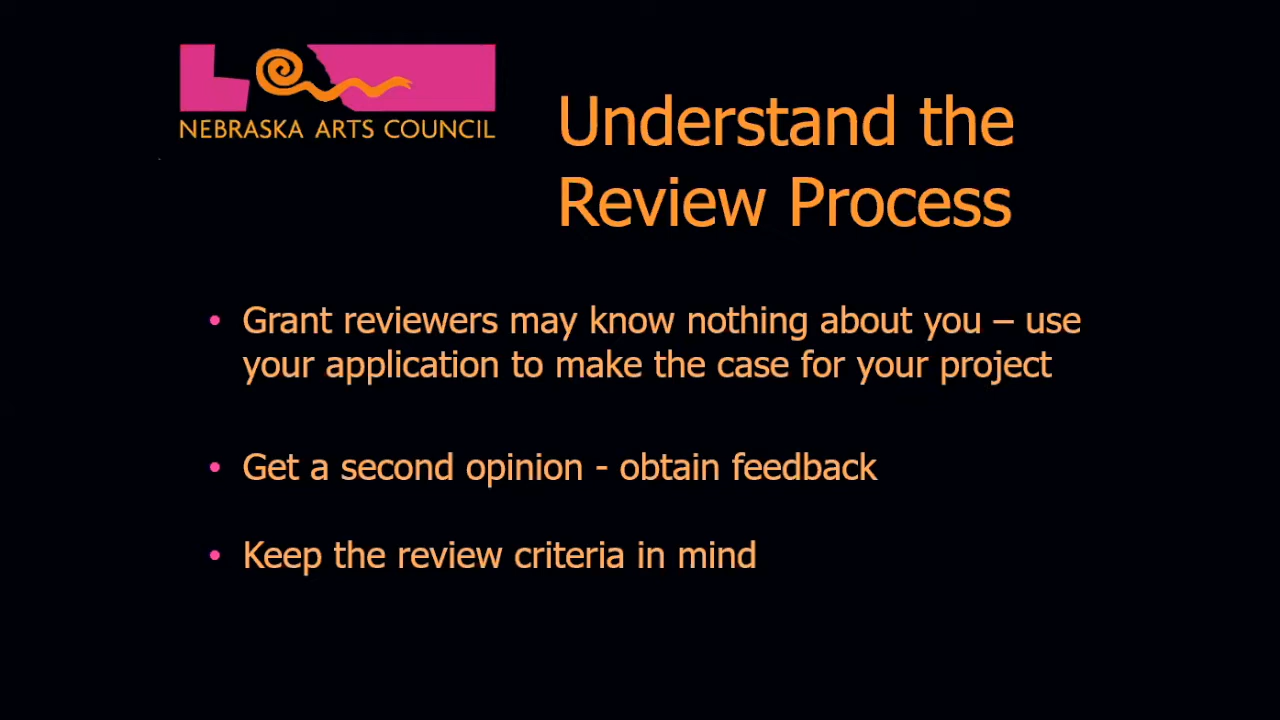 NEBRASKA ARTS COUNCIL
Understand the
Review Process
• Grant reviewers may know nothing about you – use
your application to make the case for your project
• Get a second opinion - obtain feedback
• Keep the review criteria in mind